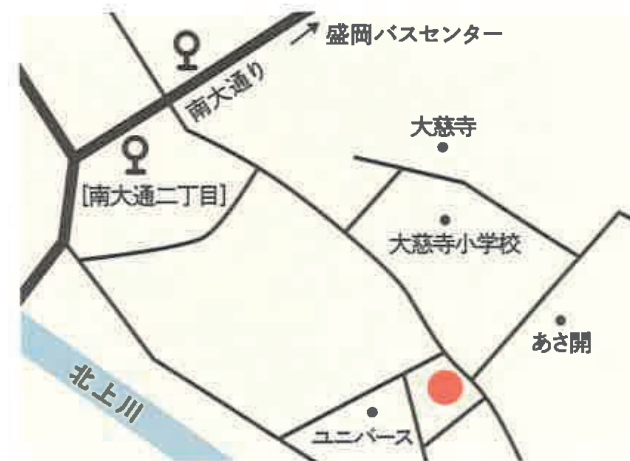 盛岡バスセンター
南大通り
大慈寺
[南大通二丁目]
大慈寺小学校
あさ開
北上川
ユニバース